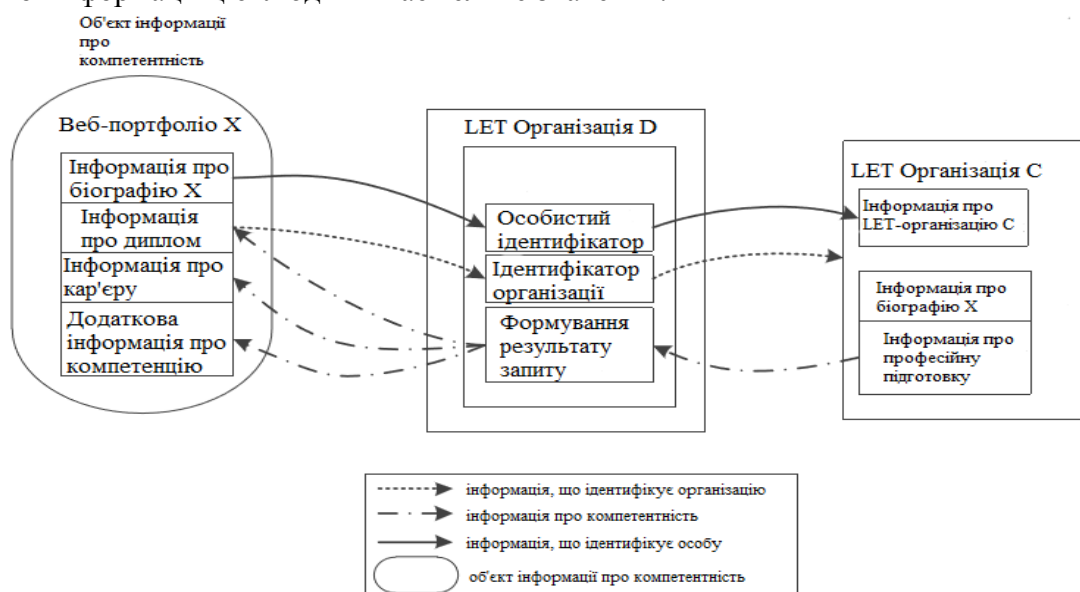 Об'єкт інформації
про
компетентність
Веб-портфоліо X
Інформація про
біографію X
Інформація
про диплом
Інформація про
кар'єру
Додаткова
інформація про
компетенцію
LET Організація D
Особистий
ідентифікатор
Ідентифікатор
організації
Формування
результату
запиту
LET Організація C
Інформація про
LET-організацію C
Інформація про
біографію X
Інформація про
професійну
підготовку
інформація, що ідентифікує організацію
інформація про компетентність
інформація, що ідентифікує особу
об'єкт інформації про компетентність